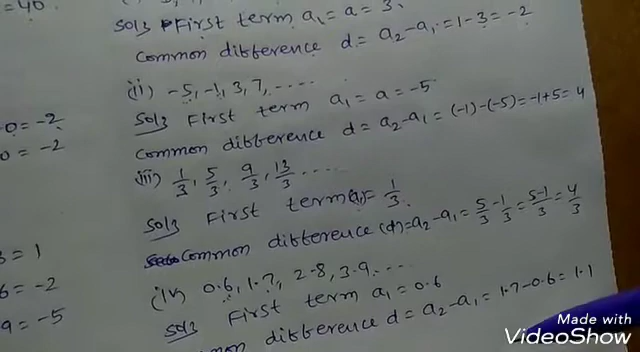 = 40.
Sol:- First term a₁ = a = 3.
Common difference d = a₂-a₁ = 1-3 = -2
(ii) -5, -1, 3, 7, .....
Sol:- First term a₁ = a = -5
Common difference d = a₂-a₁ = (-1)-(-5) = -1+5 = 4
(iii) 1/3, 5/3, 9/3, 13/3 .....
Sol:- First term (a₁) = 1/3.
Common difference (d) = a₂-a₁ = 5/3 - 1/3 = 5-1/3 = 4/3
(iv) 0.6, 1.7, 2.8, 3.9....
Sol:- First term a₁ = 0.6
difference d = a₂-a₁ = 1.7-0.6 = 1.1
0 = -2
0 = -2
3 = 1
6 = -2
9 = -5
Made with
VideoShow